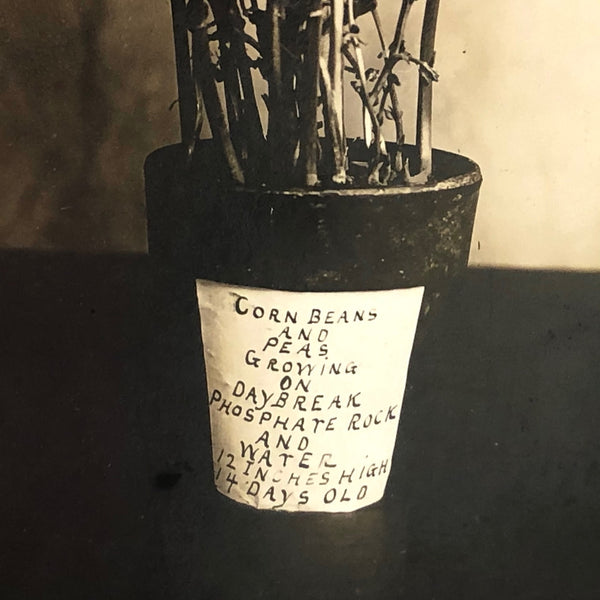 CORN BEANS
AND
PEAS
GROWING
ON
DAYBREAK
PHOSPHATE ROCK
AND
WATER
12 INCHES HIGH
14 DAYS OLD